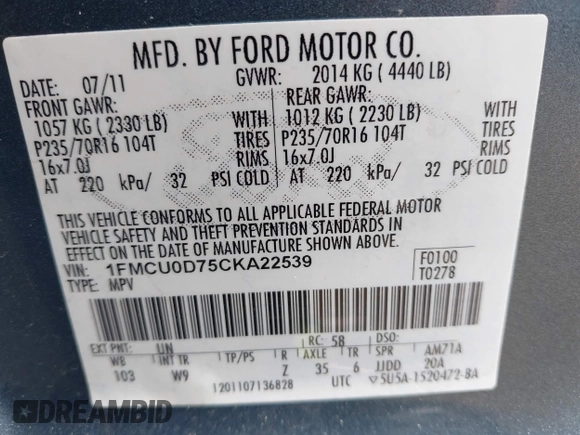 MFD. BY FORD MOTOR CO.
DATE: 07/11 GVWR: 2014 KG ( 4440 LB)
FRONT GAWR: REAR GAWR:
1057 KG ( 2330 LB) WITH 1012 KG ( 2230 LB) WITH
P235/70R16 104T TIRES P235/70R16 104T TIRES
16x7.0J RIMS 16x7.0J RIMS
AT 220 kPa/ 32 PSI COLD AT 220 kPa/ 32 PSI COLD
THIS VEHICLE CONFORMS TO ALL APPLICABLE FEDERAL MOTOR
VEHICLE SAFETY AND THEFT PREVENTION STANDARDS IN
EFFECT ON THE DATE OF MANUFACTURE SHOWN ABOVE.
VIN: 1FMCU0D75CKA22539 F0100
TYPE: MPV T0278
EXT PNT: UN RC: 58 DSO:
WB INT TR TP/PS R AXLE TR SPR AM71A
103 W9 Z 35 6 JJDD 20A
1201107136828 UTC 5U5A-1520472-BA
DREAMBID